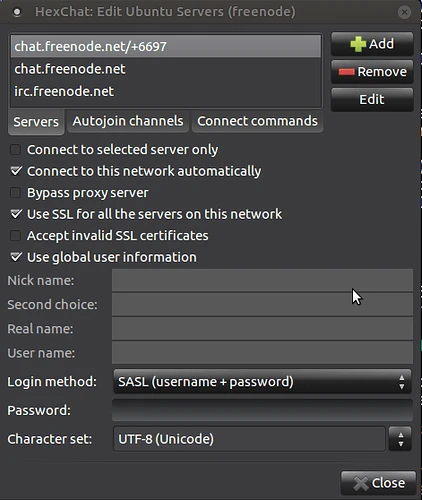 HexChat: Edit Ubuntu Servers (freenode)
chat.freenode.net/+6697
chat.freenode.net
irc.freenode.net
Add
Remove
Edit
Servers Autojoin channels Connect commands
Connect to selected server only
Connect to this network automatically
Bypass proxy server
Use SSL for all the servers on this network
Accept invalid SSL certificates
Use global user information
Nick name:
Second choice:
Real name:
User name:
Login method: SASL (username + password)
Password:
Character set: UTF-8 (Unicode)
Close